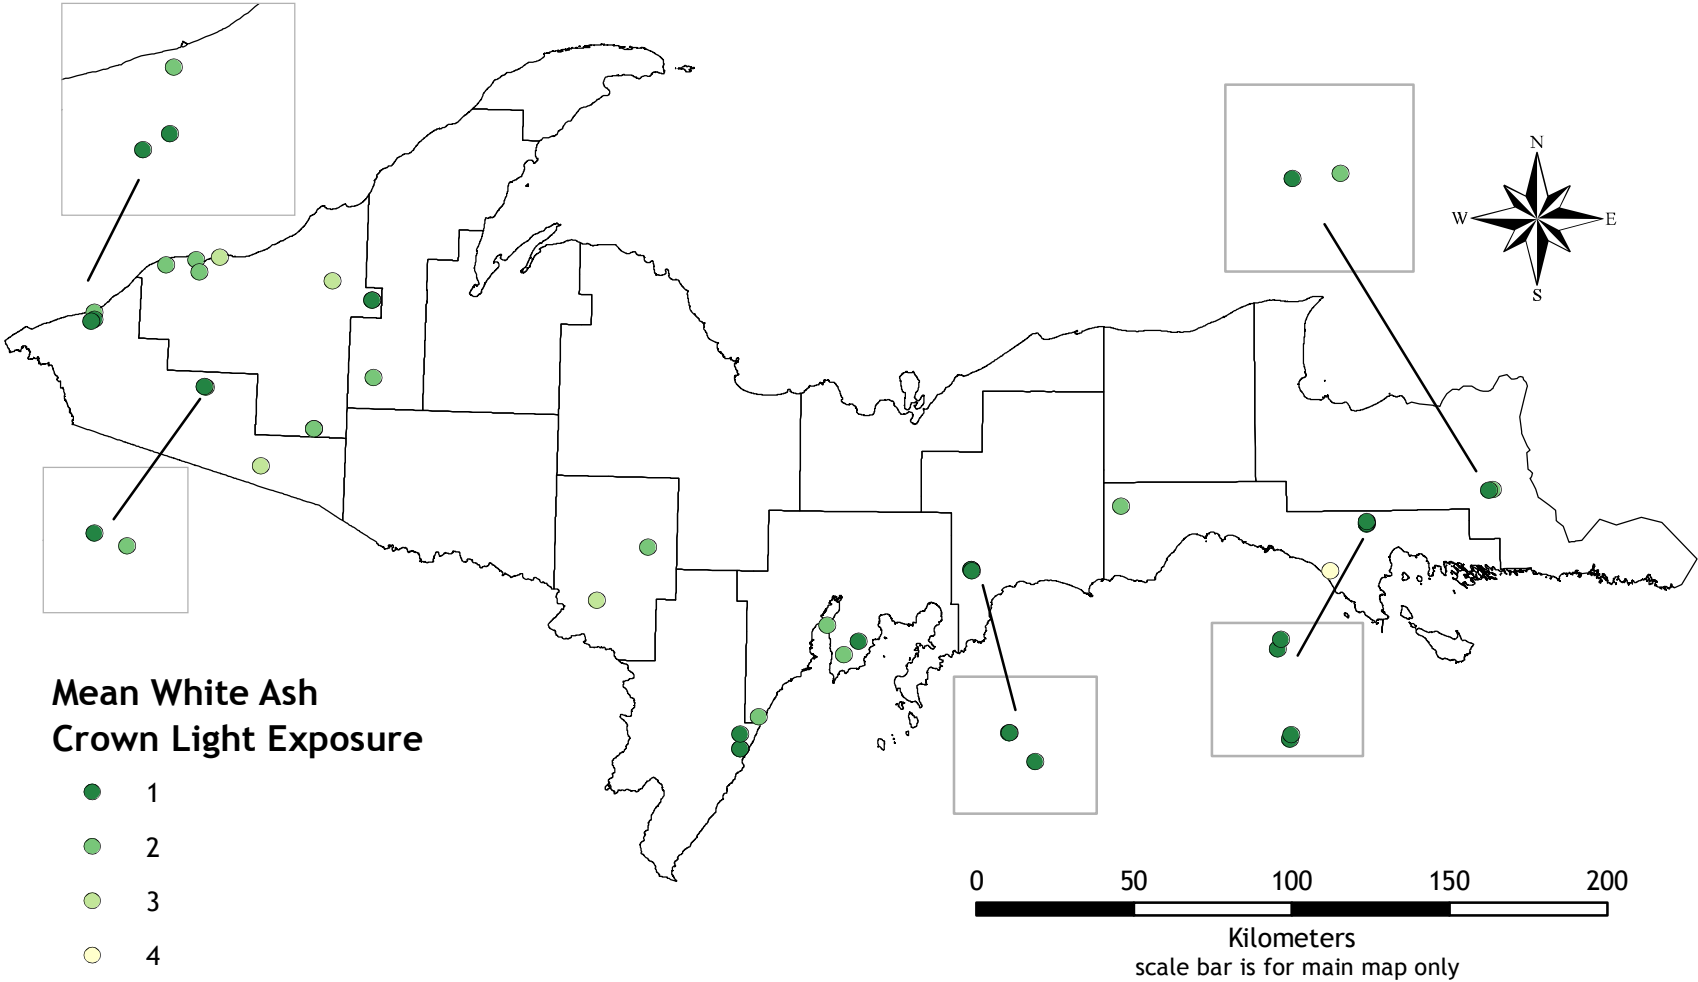 N
W E
S
Mean White Ash
Crown Light Exposure
1
2
3
4
0 50 100 150 200
Kilometers
scale bar is for main map only